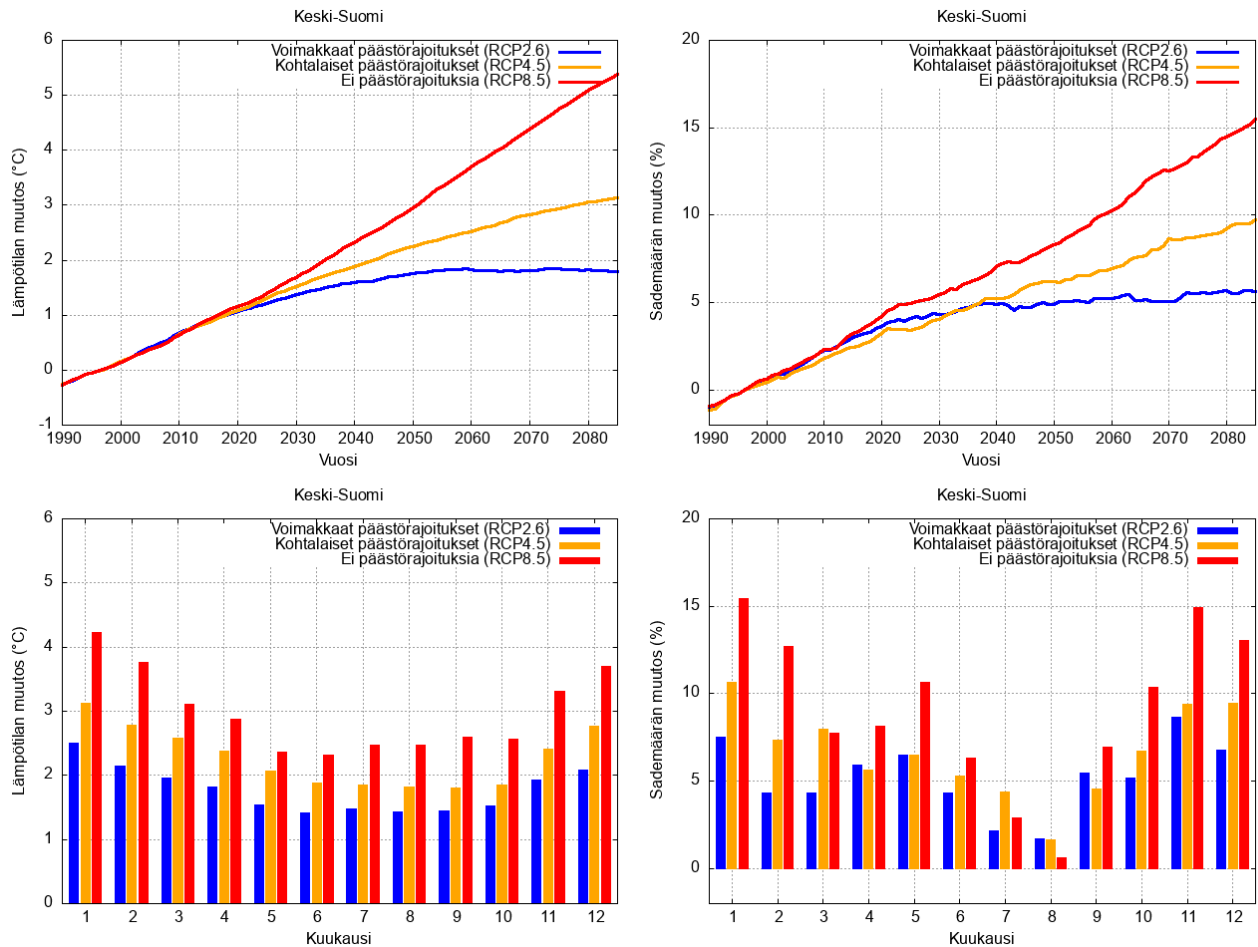 Keski-Suomi
6
5
4
3
2
1
0
-1
Lämpötilan muutos (°C)
Voimakkaat päästörajoitukset (RCP2.6)
Kohtalaiset päästörajoitukset (RCP4.5)
Ei päästörajoituksia (RCP8.5)
1990 2000 2010 2020 2030 2040 2050 2060 2070 2080
Vuosi
Keski-Suomi
20
15
10
5
0
Sademäärän muutos (%)
Voimakkaat päästörajoitukset (RCP2.6)
Kohtalaiset päästörajoitukset (RCP4.5)
Ei päästörajoituksia (RCP8.5)
1990 2000 2010 2020 2030 2040 2050 2060 2070 2080
Vuosi
Keski-Suomi
6
5
4
3
2
1
0
Lämpötilan muutos (°C)
Voimakkaat päästörajoitukset (RCP2.6)
Kohtalaiset päästörajoitukset (RCP4.5)
Ei päästörajoituksia (RCP8.5)
1 2 3 4 5 6 7 8 9 10 11 12
Kuukausi
Keski-Suomi
20
15
10
5
0
Sademäärän muutos (%)
Voimakkaat päästörajoitukset (RCP2.6)
Kohtalaiset päästörajoitukset (RCP4.5)
Ei päästörajoituksia (RCP8.5)
1 2 3 4 5 6 7 8 9 10 11 12
Kuukausi